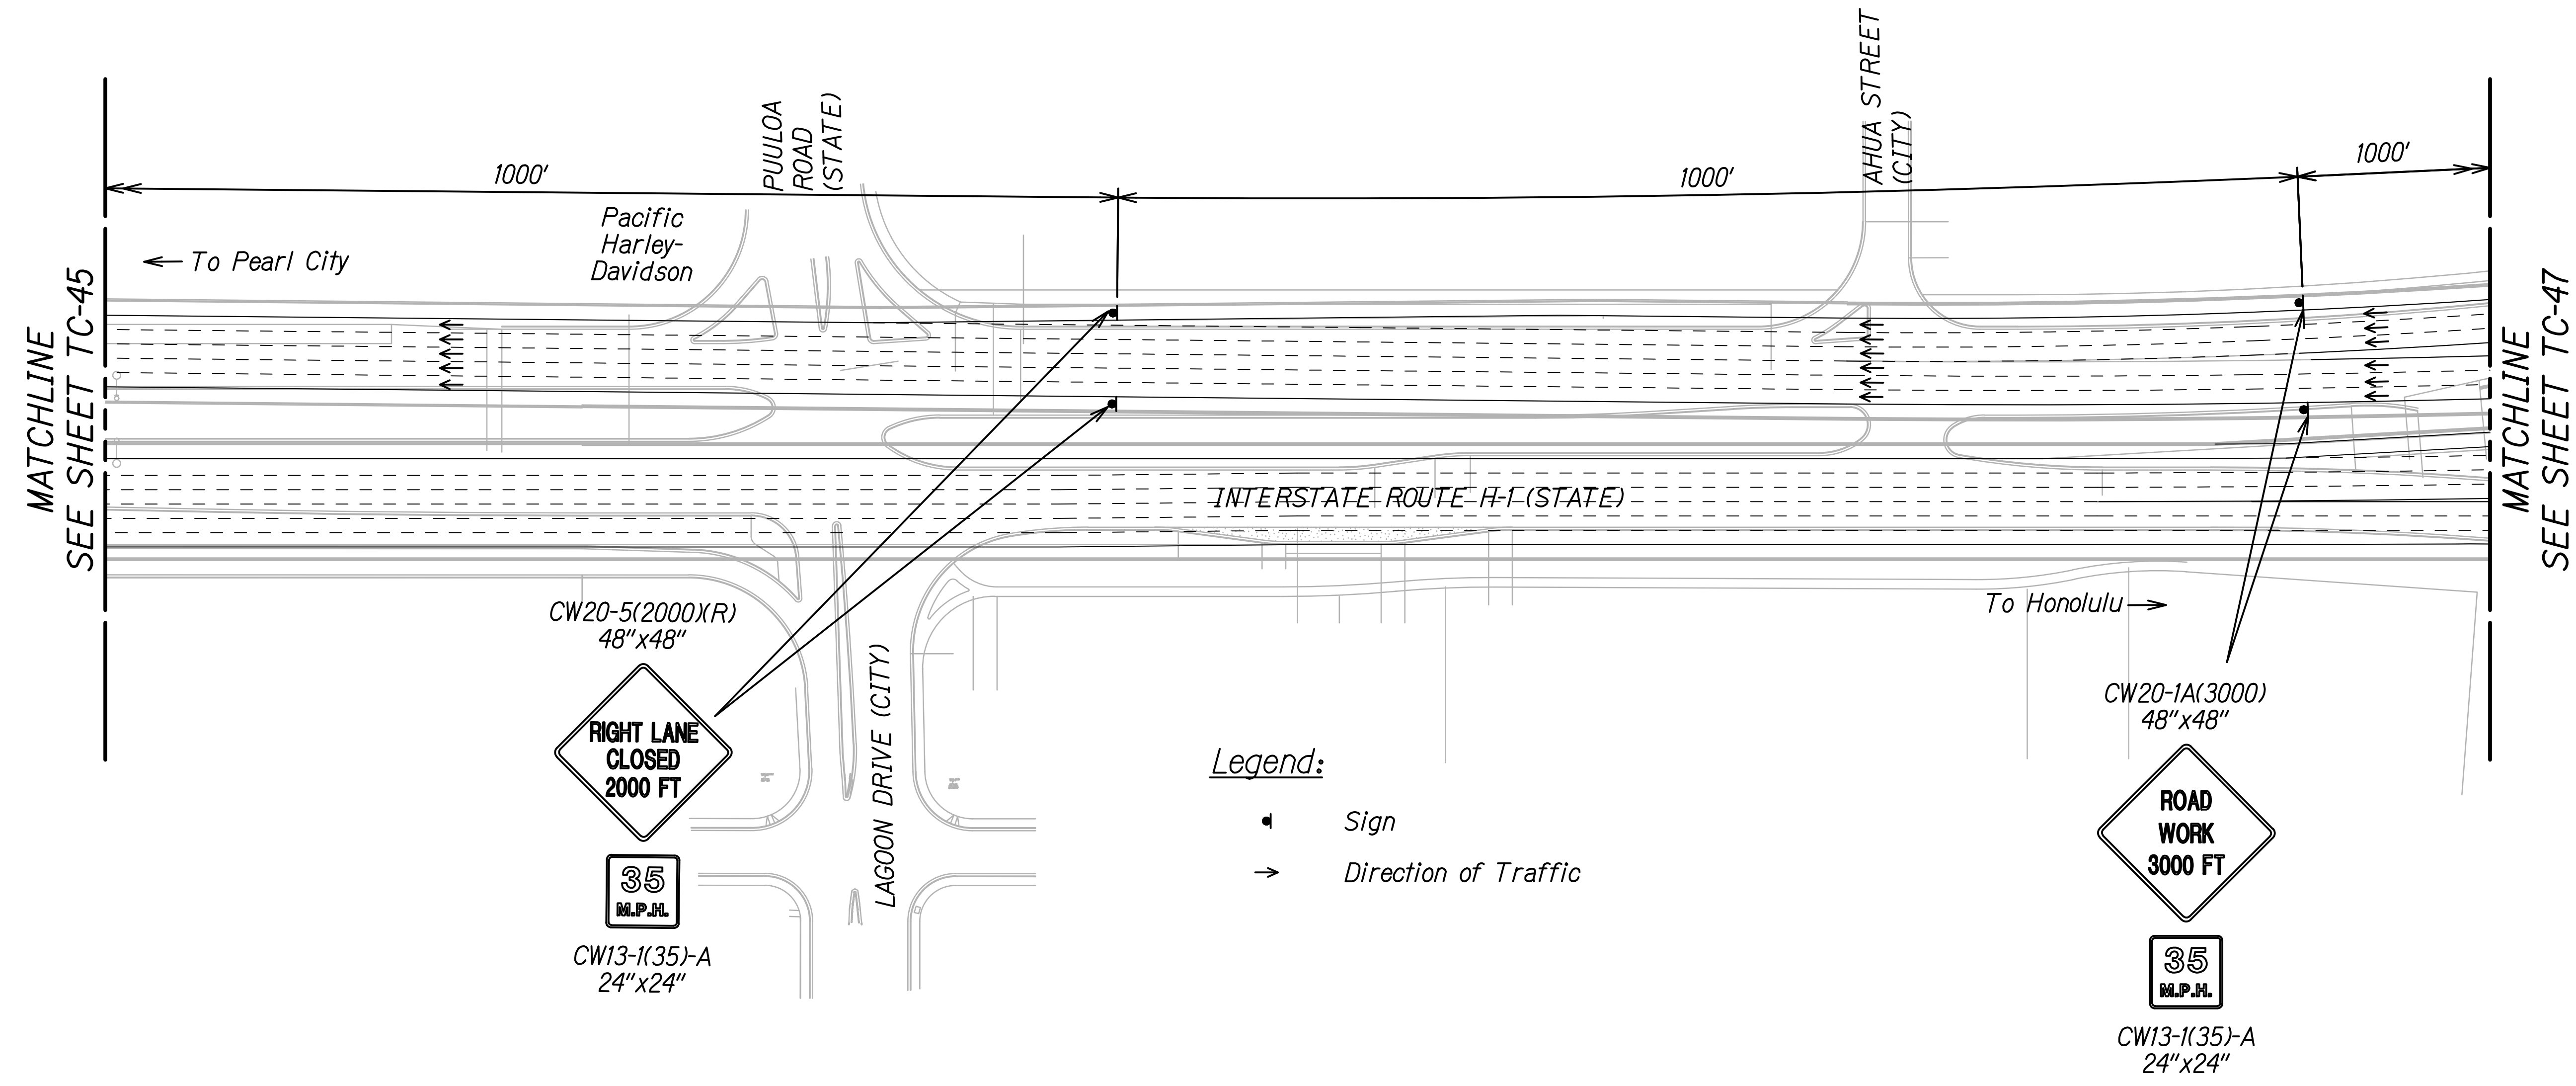 AHUA STREET
(CITY)
PUULOA
ROAD
(STATE)
1000'
1000'
1000'
Pacific
Harley-
Davidson
To Pearl City
MATCHLINE
SEE SHEET TC-45
MATCHLINE
SEE SHEET TC-47
INTERSTATE ROUTE H-1 (STATE)
To Honolulu
CW20-5(2000)(R)
48"x48"
RIGHT LANE
CLOSED
2000 FT
35
M.P.H.
CW13-1(35)-A
24"x24"
LAGOON DRIVE (CITY)
Legend:
Sign
Direction of Traffic
CW20-1A(3000)
48"x48"
ROAD
WORK
3000 FT
35
M.P.H.
CW13-1(35)-A
24"x24"